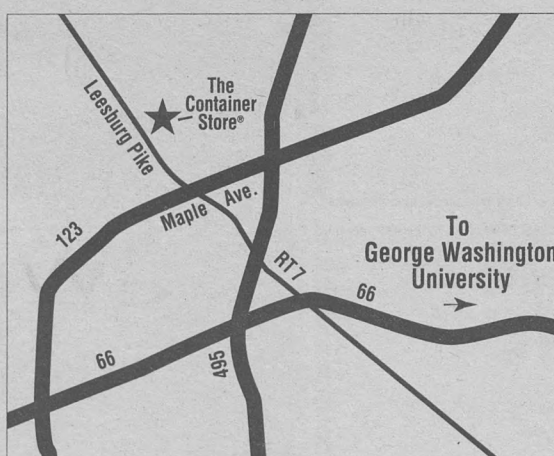 The
Container
Store®
Leesburg Pike
Maple Ave.
123
To
George Washington
University
RT7
66
66
495